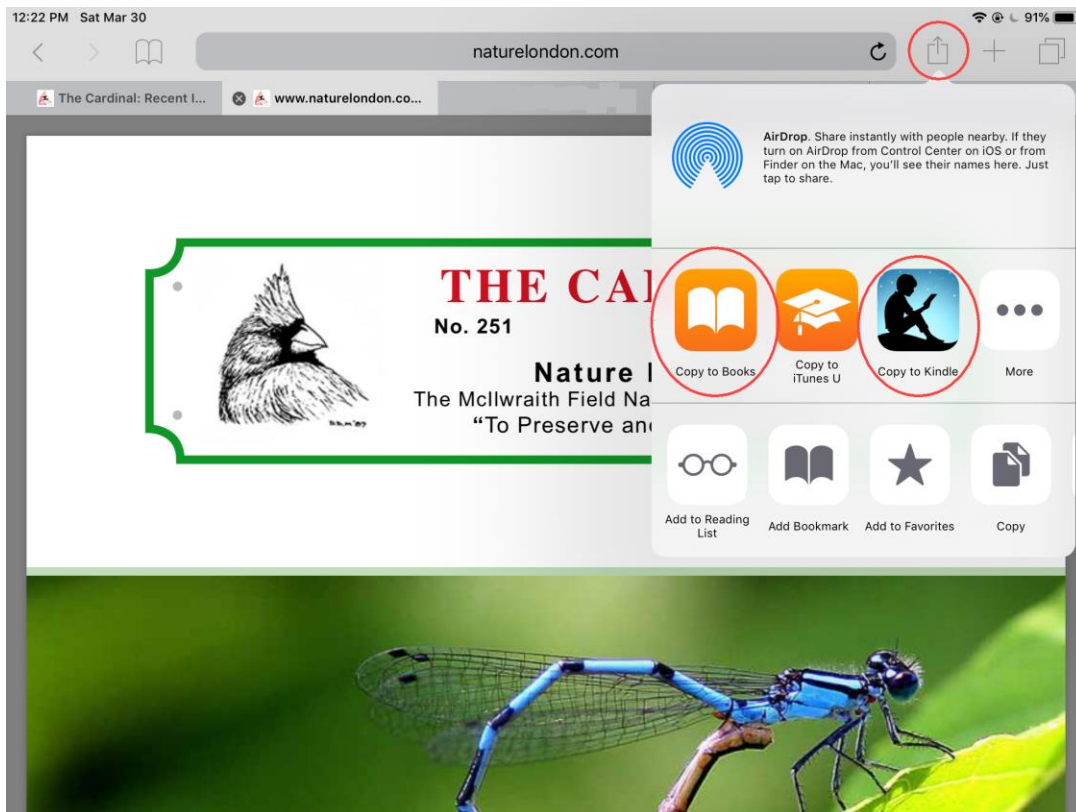 12:22 PM Sat Mar 30
91%
naturelondon.com
The Cardinal: Recent I...
www.naturelondon.co...
AirDrop. Share instantly with people nearby. If they
turn on AirDrop from Control Center on iOS or from
Finder on the Mac, you'll see their names here. Just
tap to share.
THE CA
No. 251
Nature
The McIlwraith Field Na
"To Preserve and
Copy to Books
Copy to
iTunes U
Copy to Kindle
More
Add to Reading
List
Add Bookmark
Add to Favorites
Copy